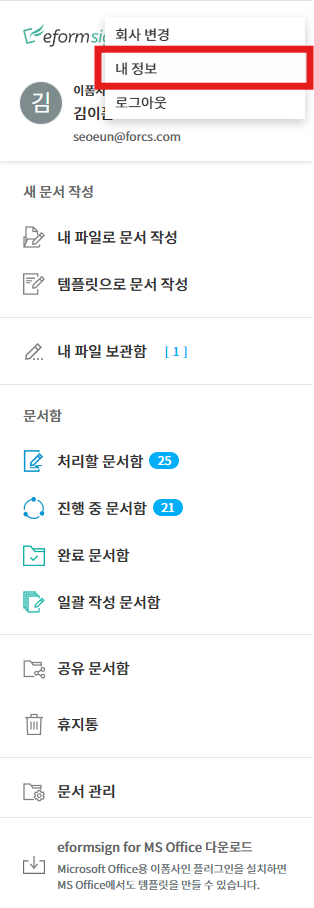 eformsi
회사 변경
내 정보
로그아웃
김
이폼사
김이폼
seoeun@forcs.com
새 문서 작성
내 파일로 문서 작성
템플릿으로 문서 작성
내 파일 보관함 [ 1 ]
문서함
처리할 문서함 25
진행 중 문서함 21
완료 문서함
일괄 작성 문서함
공유 문서함
휴지통
문서 관리
eformsign for MS Office 다운로드
Microsoft Office용 이폼사인 플러그인을 설치하면
MS Office에서도 템플릿을 만들 수 있습니다.